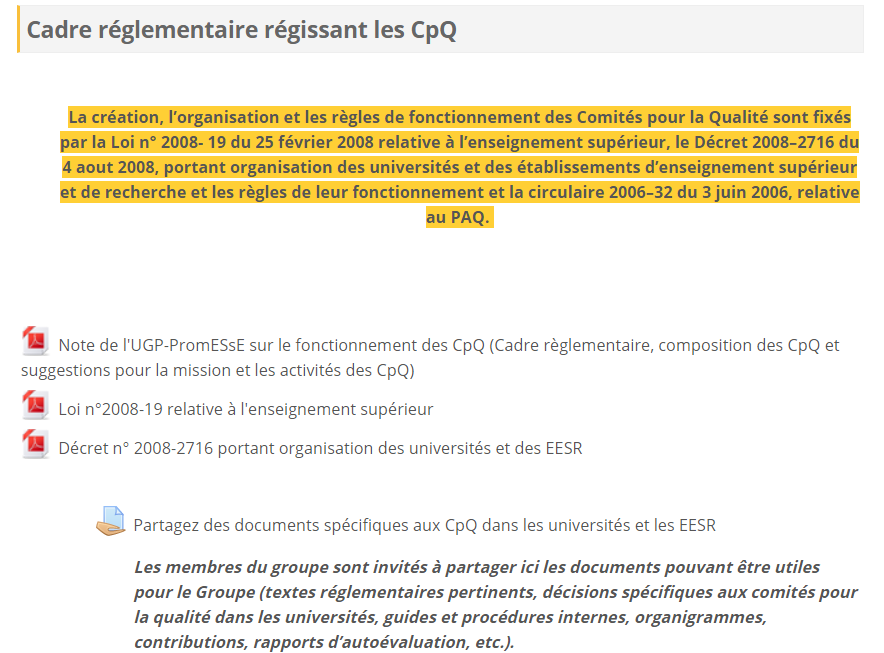 Cadre réglementaire régissant les CpQ
La création, l’organisation et les règles de fonctionnement des Comités pour la Qualité sont fixés
par la Loi n° 2008- 19 du 25 février 2008 relative à l’enseignement supérieur, le Décret 2008–2716 du
4 aout 2008, portant organisation des universités et des établissements d’enseignement supérieur
et de recherche et les règles de leur fonctionnement et la circulaire 2006–32 du 3 juin 2006, relative
au PAQ.
Note de l'UGP-PromESsE sur le fonctionnement des CpQ (Cadre règlementaire, composition des CpQ et
suggestions pour la mission et les activités des CpQ)
Loi n°2008-19 relative à l'enseignement supérieur
Décret n° 2008-2716 portant organisation des universités et des EESR
Partagez des documents spécifiques aux CpQ dans les universités et les EESR
Les membres du groupe sont invités à partager ici les documents pouvant être utiles
pour le Groupe (textes réglementaires pertinents, décisions spécifiques aux comités pour
la qualité dans les universités, guides et procédures internes, organigrammes,
contributions, rapports d’autoévaluation, etc.).